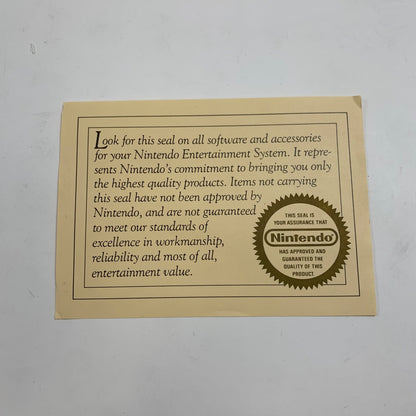 Look for this seal on all software and accessories
for your Nintendo Entertainment System. It repre-
sents Nintendo's commitment to bringing you only
the highest quality products. Items not carrying
this seal have not been approved by
Nintendo, and are not guaranteed
to meet our standards of
excellence in workmanship,
reliability and most of all,
entertainment value.
THIS SEAL IS
YOUR ASSURANCE THAT
Nintendo®
HAS APPROVED AND
GUARANTEED THE
QUALITY OF THIS
PRODUCT.